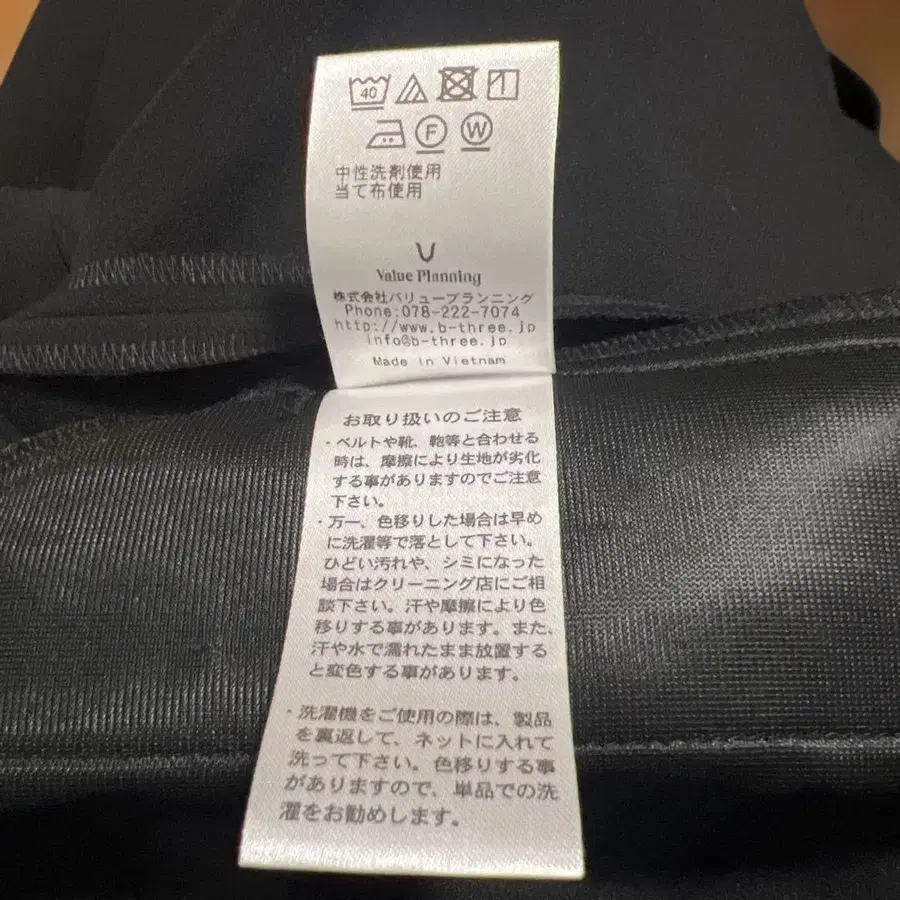 40
F W
中性洗剤使用
当て布使用
Value Planning
株式会社バリュープランニング
Phone:078-222-7074
http://www.b-three.jp
info@b-three.jp
Made in Vietnam
お取り扱いのご注意
・ベルトや靴、鞄等と合わせる
時は、摩擦により生地が劣化
する事がありますのでご注意
下さい。
・万一、色移りした場合は早め
に洗濯等で落として下さい。
ひどい汚れや、シミになった
場合はクリーニング店にご相
談下さい。汗や摩擦により色
移りする事があります。また、
汗や水で濡れたまま放置する
と変色する事があります。
・洗濯機をご使用の際は、製品
を裏返して、ネットに入れて
洗って下さい。色移りする事
がありますので、単品での洗
濯をお勧めします。